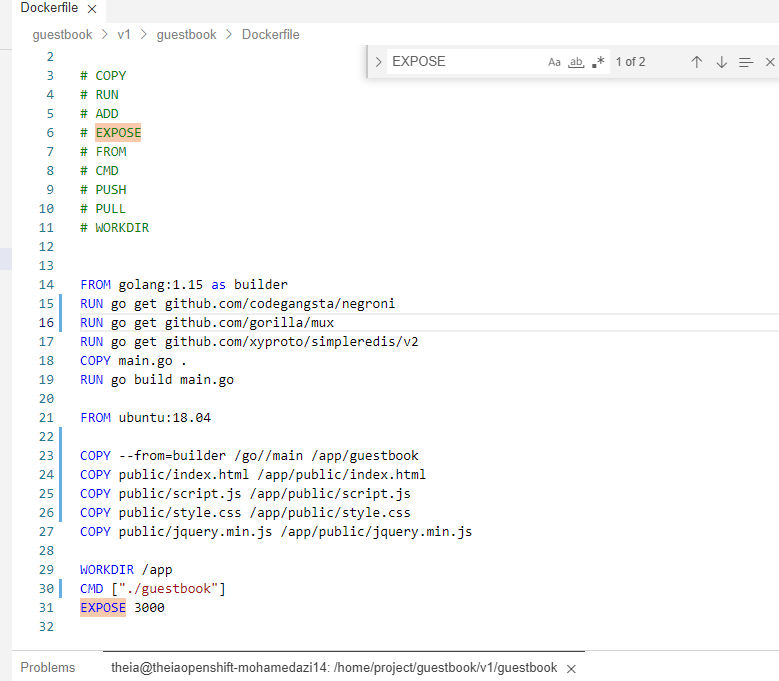 Dockerfile ×
guestbook > v1 > guestbook > Dockerfile
> EXPOSE Aa ab .* 1 of 2
2
3 # COPY
4 # RUN
5 # ADD
6 # EXPOSE
7 # FROM
8 # CMD
9 # PUSH
10 # PULL
11 # WORKDIR
12
13
14 FROM golang:1.15 as builder
15 RUN go get github.com/codegangsta/negroni
16 RUN go get github.com/gorilla/mux
17 RUN go get github.com/xyproto/simpleredis/v2
18 COPY main.go .
19 RUN go build main.go
20
21 FROM ubuntu:18.04
22
23 COPY --from=builder /go//main /app/guestbook
24 COPY public/index.html /app/public/index.html
25 COPY public/script.js /app/public/script.js
26 COPY public/style.css /app/public/style.css
27 COPY public/jquery.min.js /app/public/jquery.min.js
28
29 WORKDIR /app
30 CMD ["./guestbook"]
31 EXPOSE 3000
32
Problems theia@theiaopenshift-mohamedazi14: /home/project/guestbook/v1/guestbook ×